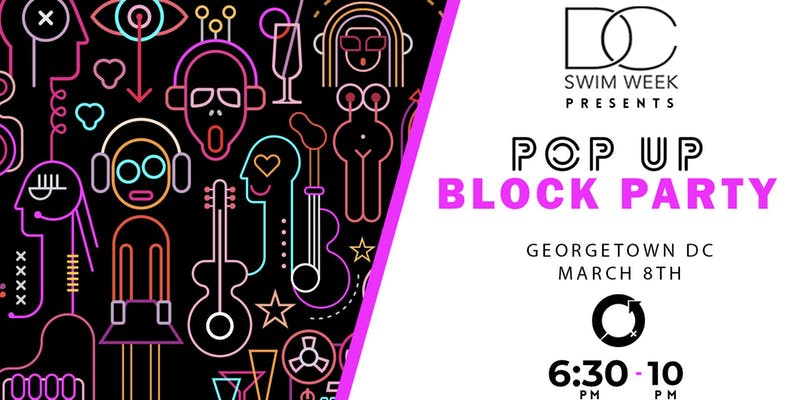 DC
SWIM WEEK
PRESENTS
POP UP
BLOCK PARTY
GEORGETOWN DC
MARCH 8TH
6:30 - 10
PM PM